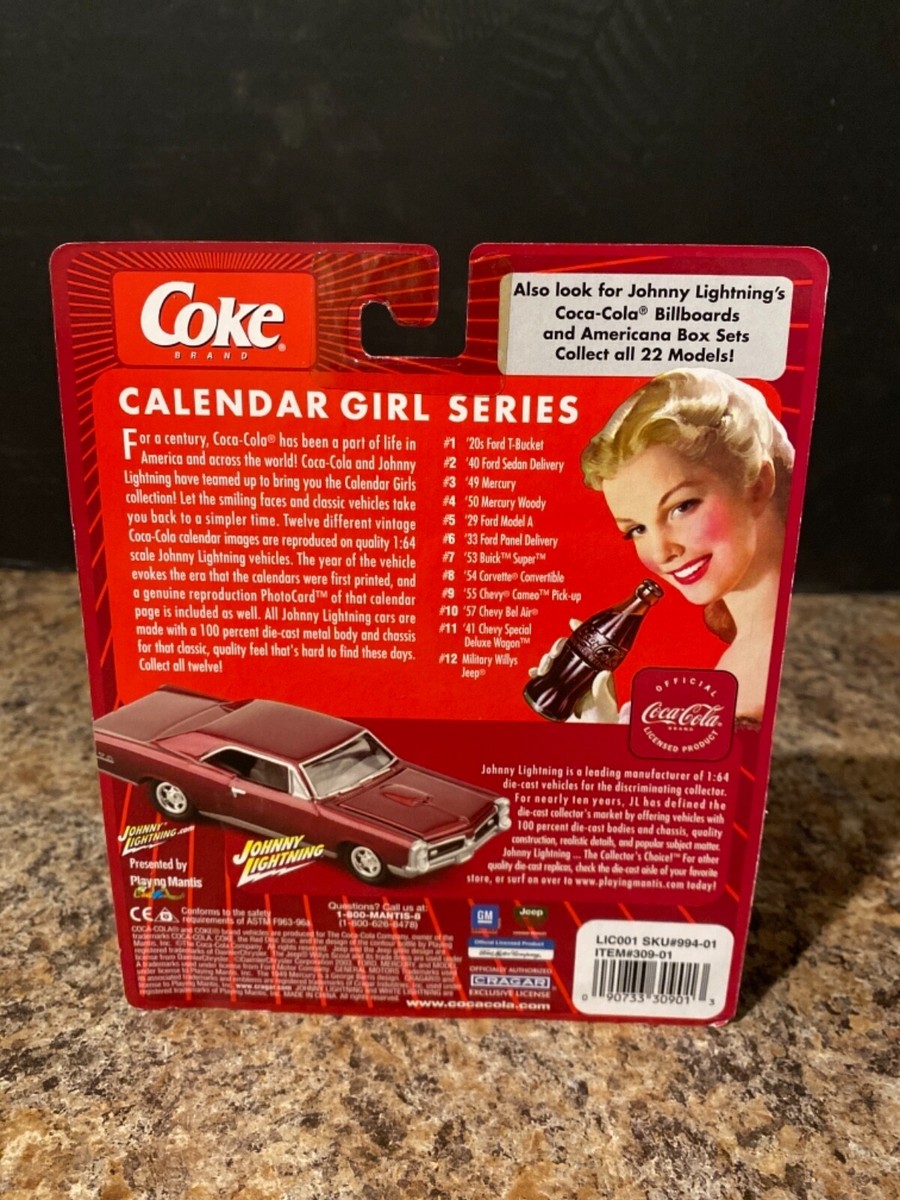 Coke®
BRAND
Also look for Johnny Lightning's
Coca-Cola® Billboards
and Americana Box Sets
Collect all 22 Models!
CALENDAR GIRL SERIES
For a century, Coca-Cola® has been a part of life in
America and across the world! Coca-Cola and Johnny
Lightning have teamed up to bring you the Calendar Girls
collection! Let the smiling faces and classic vehicles take
you back to a simpler time. Twelve different vintage
Coca-Cola calendar images are reproduced on quality 1:64
scale Johnny Lightning vehicles. The year of the vehicle
evokes the era that the calendars were first printed, and
a genuine reproduction PhotoCard™ of that calendar
page is included as well. All Johnny Lightning cars are
made with a 100 percent die-cast metal body and chassis
for that classic, quality feel that's hard to find these days.
Collect all twelve!
#1 '20s Ford T-Bucket
#2 '40 Ford Sedan Delivery
#3 '49 Mercury
#4 '50 Mercury Woody
#5 '29 Ford Model A
#6 '33 Ford Panel Delivery
#7 '53 Buick™ Super™
#8 '54 Corvette® Convertible
#9 '55 Chevy® Cameo™ Pick-up
#10 '57 Chevy Bel Air®
#11 '41 Chevy Special
Deluxe Wagon™
#12 Military Willys
Jeep®
OFFICIAL
Coca-Cola
BRAND
LICENSED PRODUCT
Johnny Lightning is a leading manufacturer of 1:64
die-cast vehicles for the discriminating collector.
For nearly ten years, JL has defined the
die-cast collector's market by offering vehicles with
100 percent die-cast bodies and chassis, quality
construction, realistic details, and popular subject matter.
Johnny Lightning ... The Collector's Choice!™ For other
quality die-cast replicas, check the die-cast aisle of your favorite
store, or surf on over to www.playingmantis.com today!
JOHNNY
LIGHTNING.com
JOHNNY
LIGHTNING
Presented by
Playing Mantis
CE
Conforms to the safety
requirements of ASTM F963-96a
Questions? Call us at:
1-800-MANTIS-8
(1-800-626-8478)
GM
Jeep
Official Licensed Product
OFFICIALLY AUTHORIZED
CRAGAR
EXCLUSIVE LICENSE
www.cocacola.com
LIC001 SKU#994-01
ITEM#309-01
0 90733 30901 3